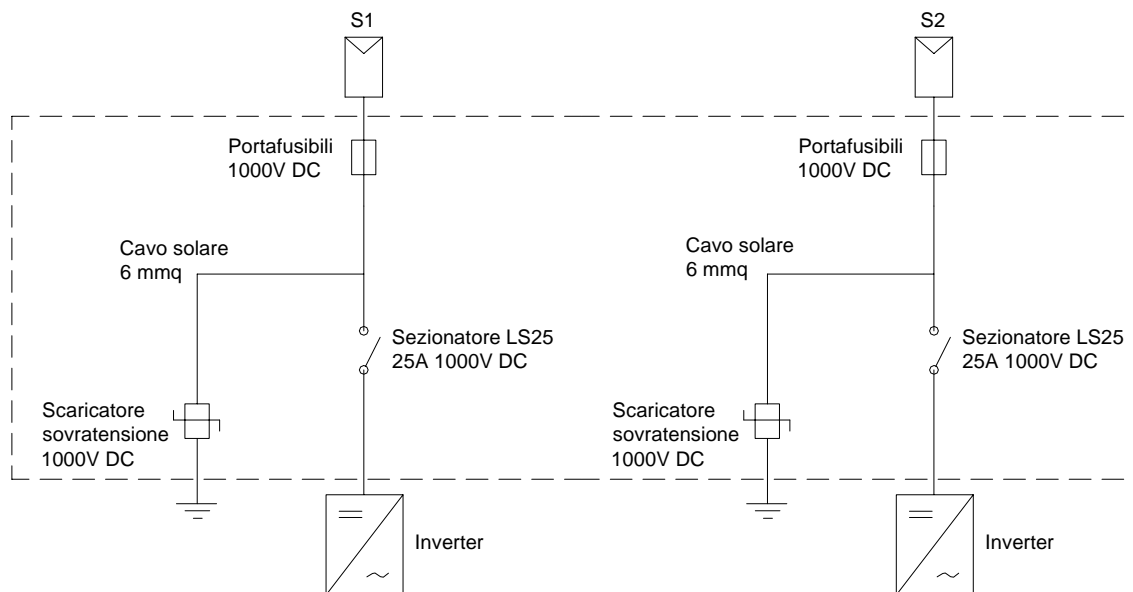 S1
S2
Portafusibili
1000V DC
Portafusibili
1000V DC
Cavo solare
6 mmq
Cavo solare
6 mmq
Sezionatore LS25
25A 1000V DC
Sezionatore LS25
25A 1000V DC
Scaricatore
sovratensione
1000V DC
Scaricatore
sovratensione
1000V DC
Inverter
Inverter